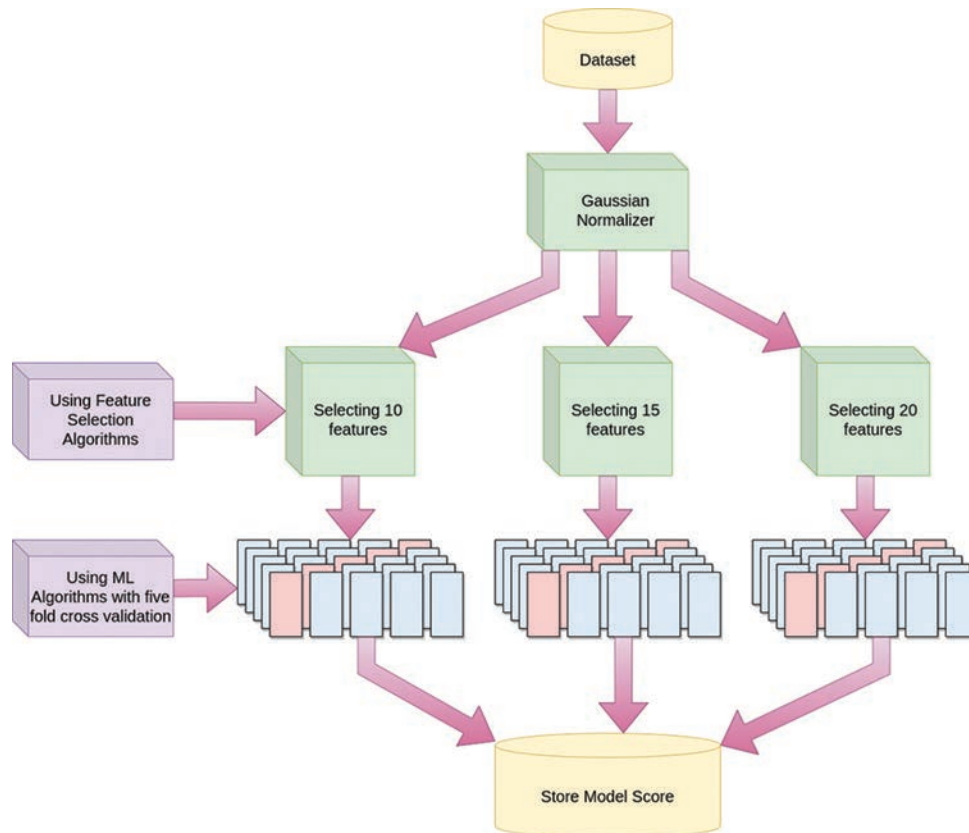 Dataset
Gaussian
Normalizer
Using Feature
Selection
Algorithms
Selecting 10
features
Selecting 15
features
Selecting 20
features
Using ML
Algorithms with five
fold cross validation
Store Model Score